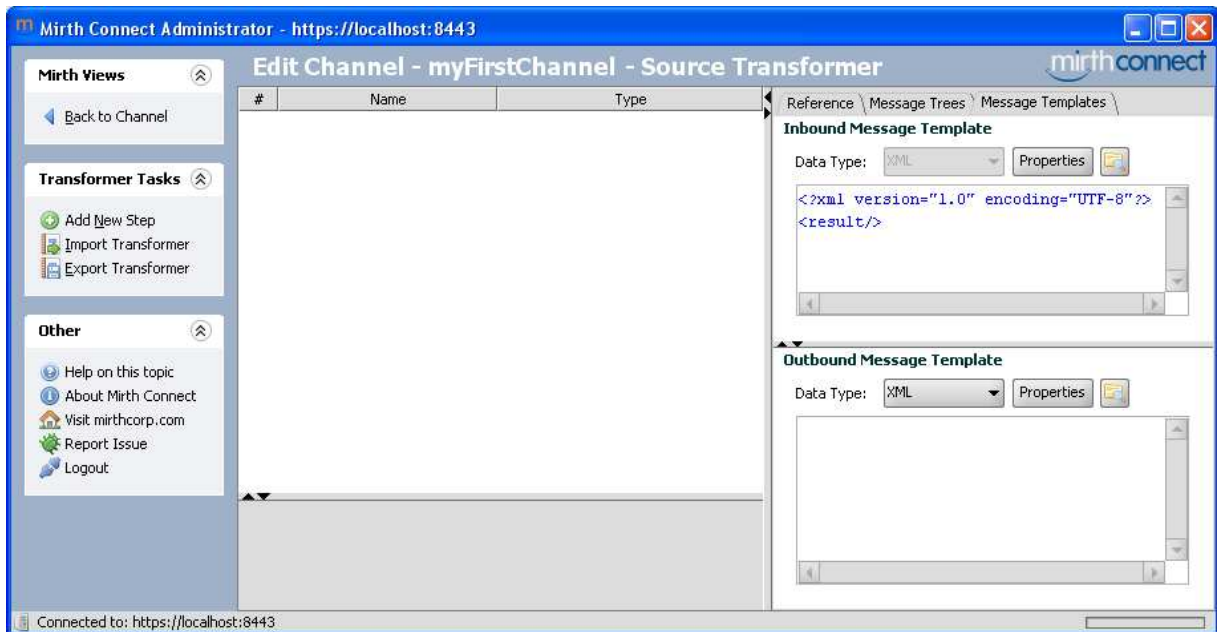 Mirth Connect Administrator - https://localhost:8443
Mirth Views
Back to Channel
Transformer Tasks
Add New Step
Import Transformer
Export Transformer
Other
Help on this topic
About Mirth Connect
Visit mirthcorp.com
Report Issue
Logout
Edit Channel - myFirstChannel - Source Transformer
mirth connect
# Name Type
Reference Message Trees Message Templates
Inbound Message Template
Data Type: XML Properties
<?xml version="1.0" encoding="UTF-8"?>
<result/>
Outbound Message Template
Data Type: XML Properties
Connected to: https://localhost:8443